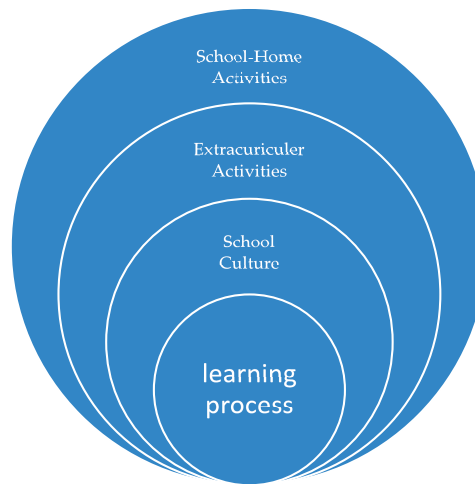 School-Home
Activities
Extracuriculer
Activities
School
Culture
learning
process